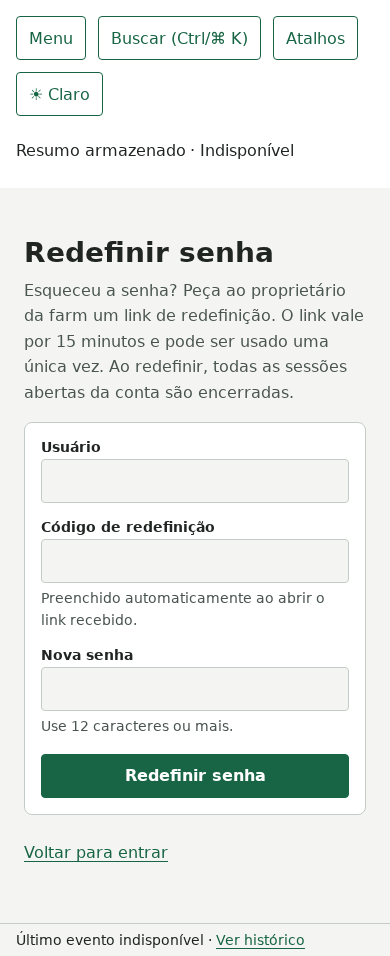 Menu
Buscar (Ctrl/⌘ K)
Atalhos
☀ Claro
Resumo armazenado · Indisponível
Redefinir senha
Esqueceu a senha? Peça ao proprietário
da farm um link de redefinição. O link vale
por 15 minutos e pode ser usado uma
única vez. Ao redefinir, todas as sessões
abertas da conta são encerradas.
Usuário
Código de redefinição
Preenchido automaticamente ao abrir o
link recebido.
Nova senha
Use 12 caracteres ou mais.
Redefinir senha
Voltar para entrar
Último evento indisponível · Ver histórico